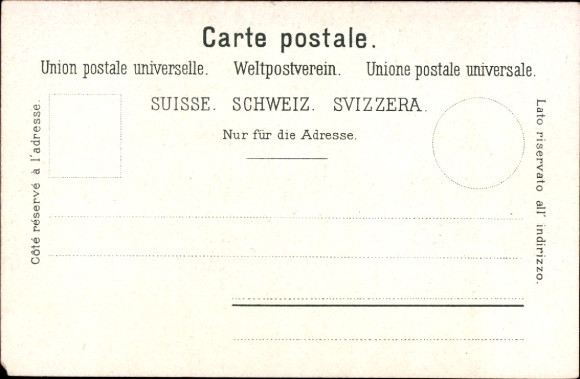 Carte postale.
Union postale universelle. Weltpostverein. Unione postale universale.
SUISSE. SCHWEIZ. SVIZZERA.
Nur für die Adresse.
Côté réservé à l'adresse.
Lato riservato all' indirizzo.